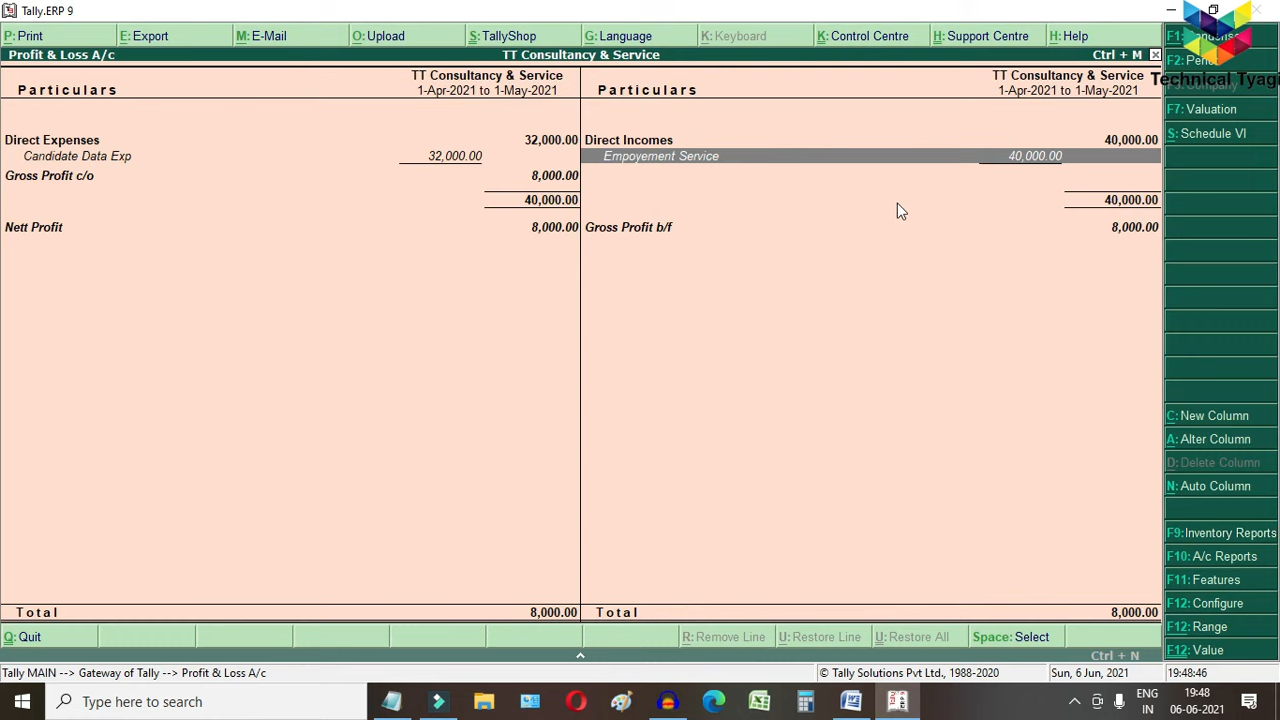 Tally.ERP 9
P: Print
E: Export
M: E-Mail
O: Upload
S: TallyShop
G: Language
K: Keyboard
K: Control Centre
H: Support Centre
H: Help
F1:
Profit & Loss A/c
TT Consultancy & Service
Ctrl + M
F2:
Technical Tyagi
Particulars
TT Consultancy & Service
1-Apr-2021 to 1-May-2021
Particulars
TT Consultancy & Service
1-Apr-2021 to 1-May-2021
F7: Valuation
S: Schedule VI
Direct Expenses 32,000.00
Candidate Data Exp 32,000.00
Gross Profit c/o 8,000.00
40,000.00
Nett Profit 8,000.00
Direct Incomes 40,000.00
Empoyement Service 40,000.00
40,000.00
Gross Profit b/f 8,000.00
C: New Column
A: Alter Column
D: Delete Column
N: Auto Column
F9: Inventory Reports
F10: A/c Reports
F11: Features
F12: Configure
F12: Range
F12: Value
Total 8,000.00
Total 8,000.00
Q: Quit
R: Remove Line
U: Restore Line
U: Restore All
Space: Select
Ctrl + N
Tally MAIN --> Gateway of Tally --> Profit & Loss A/c
© Tally Solutions Pvt Ltd., 1988-2020
Sun, 6 Jun, 2021
19:48:46
Type here to search
ENG
IN
19:48
06-06-2021